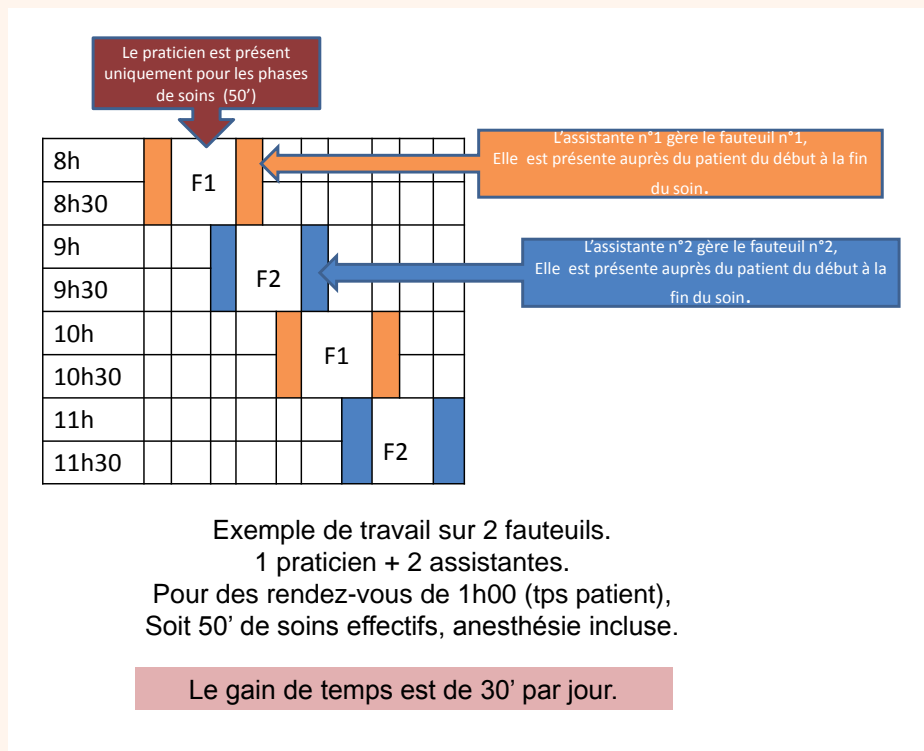 Le praticien est présent
uniquement pour les phases
de soins (50')
L'assistante n°1 gère le fauteuil n°1,
Elle est présente auprès du patient du début à la fin
du soin.
L'assistante n°2 gère le fauteuil n°2,
Elle est présente auprès du patient du début à la
fin du soin.
8h
F1
8h30
9h
F2
9h30
10h
F1
10h30
11h
F2
11h30
Exemple de travail sur 2 fauteuils.
1 praticien + 2 assistantes.
Pour des rendez-vous de 1h00 (tps patient),
Soit 50' de soins effectifs, anesthésie incluse.
Le gain de temps est de 30' par jour.